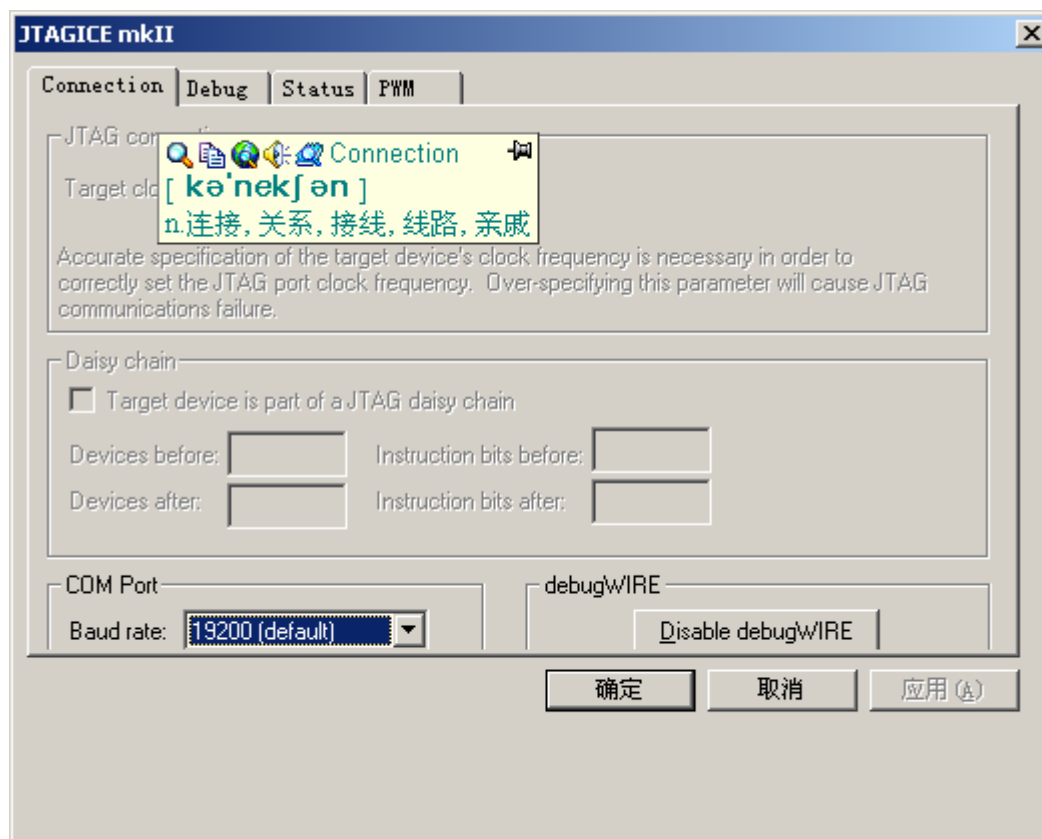 JTAGICE mkII
Connection Debug Status PWM
JTAG
Connection
Target
[ kə'nekʃən ]
n.连接, 关系, 接线, 线路, 亲戚
Accurate specification of the target device's clock frequency is necessary in order to
correctly set the JTAG port clock frequency. Over-specifying this parameter will cause JTAG
communications failure.
Daisy chain
Target device is part of a JTAG daisy chain
Devices before: Instruction bits before:
Devices after: Instruction bits after:
COM Port debugWIRE
Baud rate: 19200 (default) Disable debugWIRE
确定 取消 应用(A)